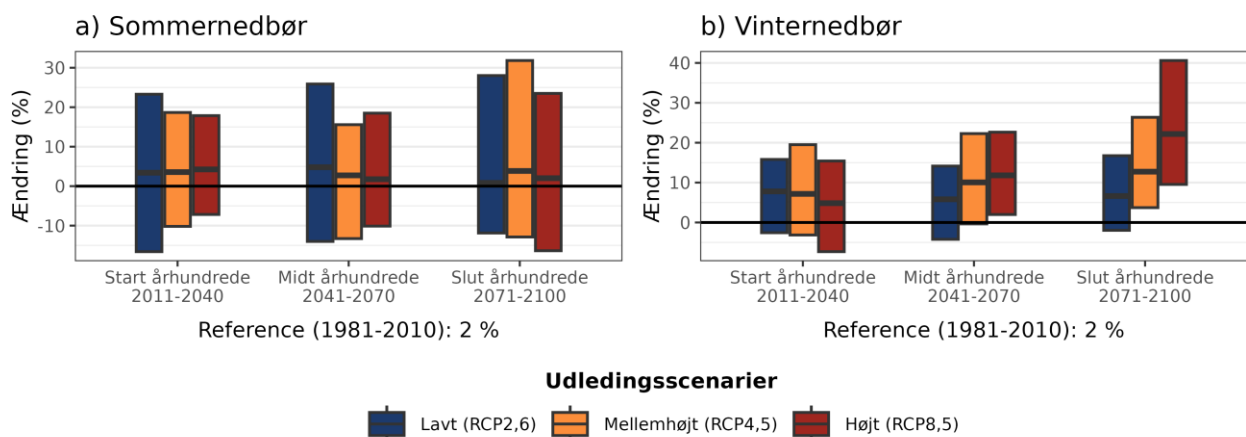 a) Sommernedbør
Ændring (%)
30
20
10
0
-10
Start århundrede
2011-2040
Midt århundrede
2041-2070
Slut århundrede
2071-2100
Reference (1981-2010): 2 %
b) Vinternedbør
Ændring (%)
40
30
20
10
0
Start århundrede
2011-2040
Midt århundrede
2041-2070
Slut århundrede
2071-2100
Reference (1981-2010): 2 %
Udledingsscenarier
Lavt (RCP2,6)
Mellemhøjt (RCP4,5)
Højt (RCP8,5)